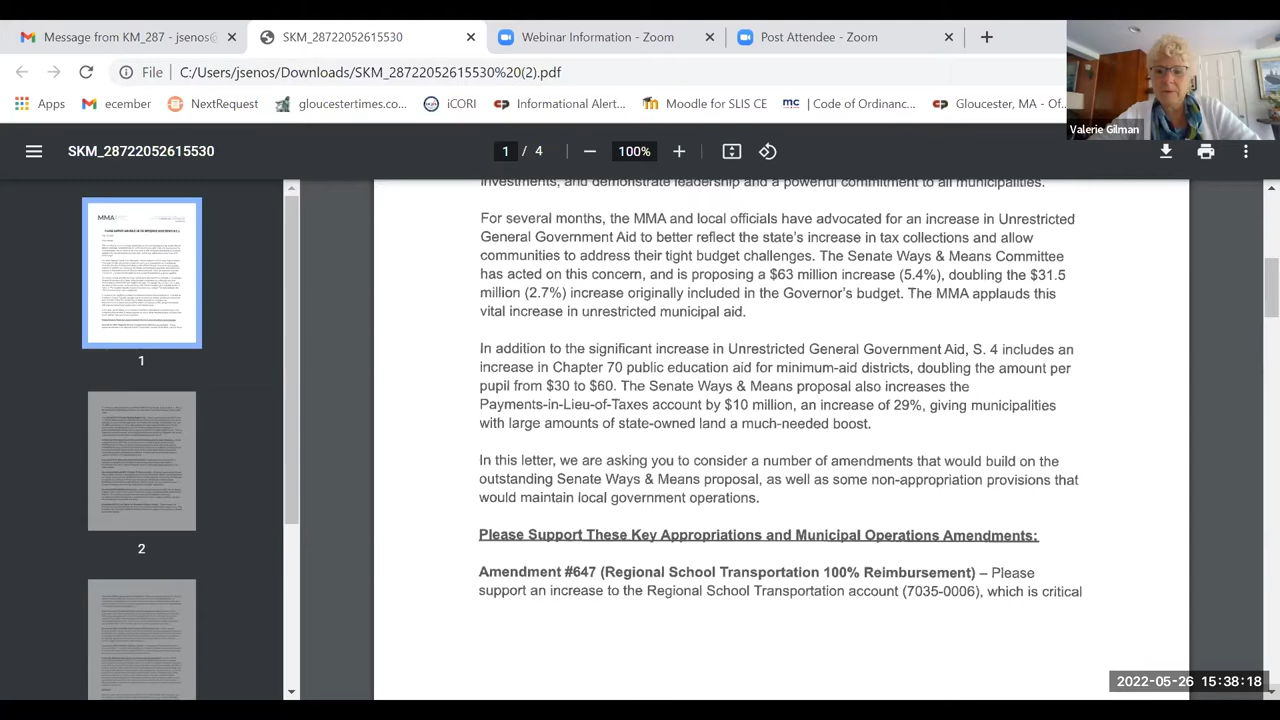 Message from KM_287 - jsenos@
SKM_28722052615530
Webinar Information - Zoom
Post Attendee - Zoom
File
C:/Users/jsenos/Downloads/SKM_28722052615530%20(2).pdf
Apps
ecember
NextRequest
gloucestertimes.co...
iCORI
Informational Alert...
Moodle for SLIS CE
mc
| Code of Ordinanc...
Gloucester, MA - Of...
Valerie Gilman
SKM_28722052615530
1 / 4
100%
MMA
1
2
investments, and demonstrate leadership and a powerful commitment to all municipalities.
For several months, the MMA and local officials have advocated for an increase in Unrestricted
General Government Aid to better reflect the state's increase in tax collections and allow
communities to address their tight budget challenges. The Senate Ways & Means Committee
has acted on this concern, and is proposing a $63 million increase (5.4%), doubling the $31.5
million (2.7%) increase originally included in the Governor's budget. The MMA applauds this
vital increase in unrestricted municipal aid.
In addition to the significant increase in Unrestricted General Government Aid, S. 4 includes an
increase in Chapter 70 public education aid for minimum-aid districts, doubling the amount per
pupil from $30 to $60. The Senate Ways & Means proposal also increases the
Payments-in-Lieu-of-Taxes account by $10 million, an increase of 29%, giving municipalities
with large amounts of state-owned land a much-needed boost.
In this letter, we are asking you to consider a number of amendments that would build on the
outstanding Senate Ways & Means proposal, as well as some non-appropriation provisions that
would maintain local government operations.
Please Support These Key Appropriations and Municipal Operations Amendments:
Amendment #647 (Regional School Transportation 100% Reimbursement) – Please
support an increase to the Regional School Transportation account (7035-0006), which is critical
2022-05-26 15:38:18